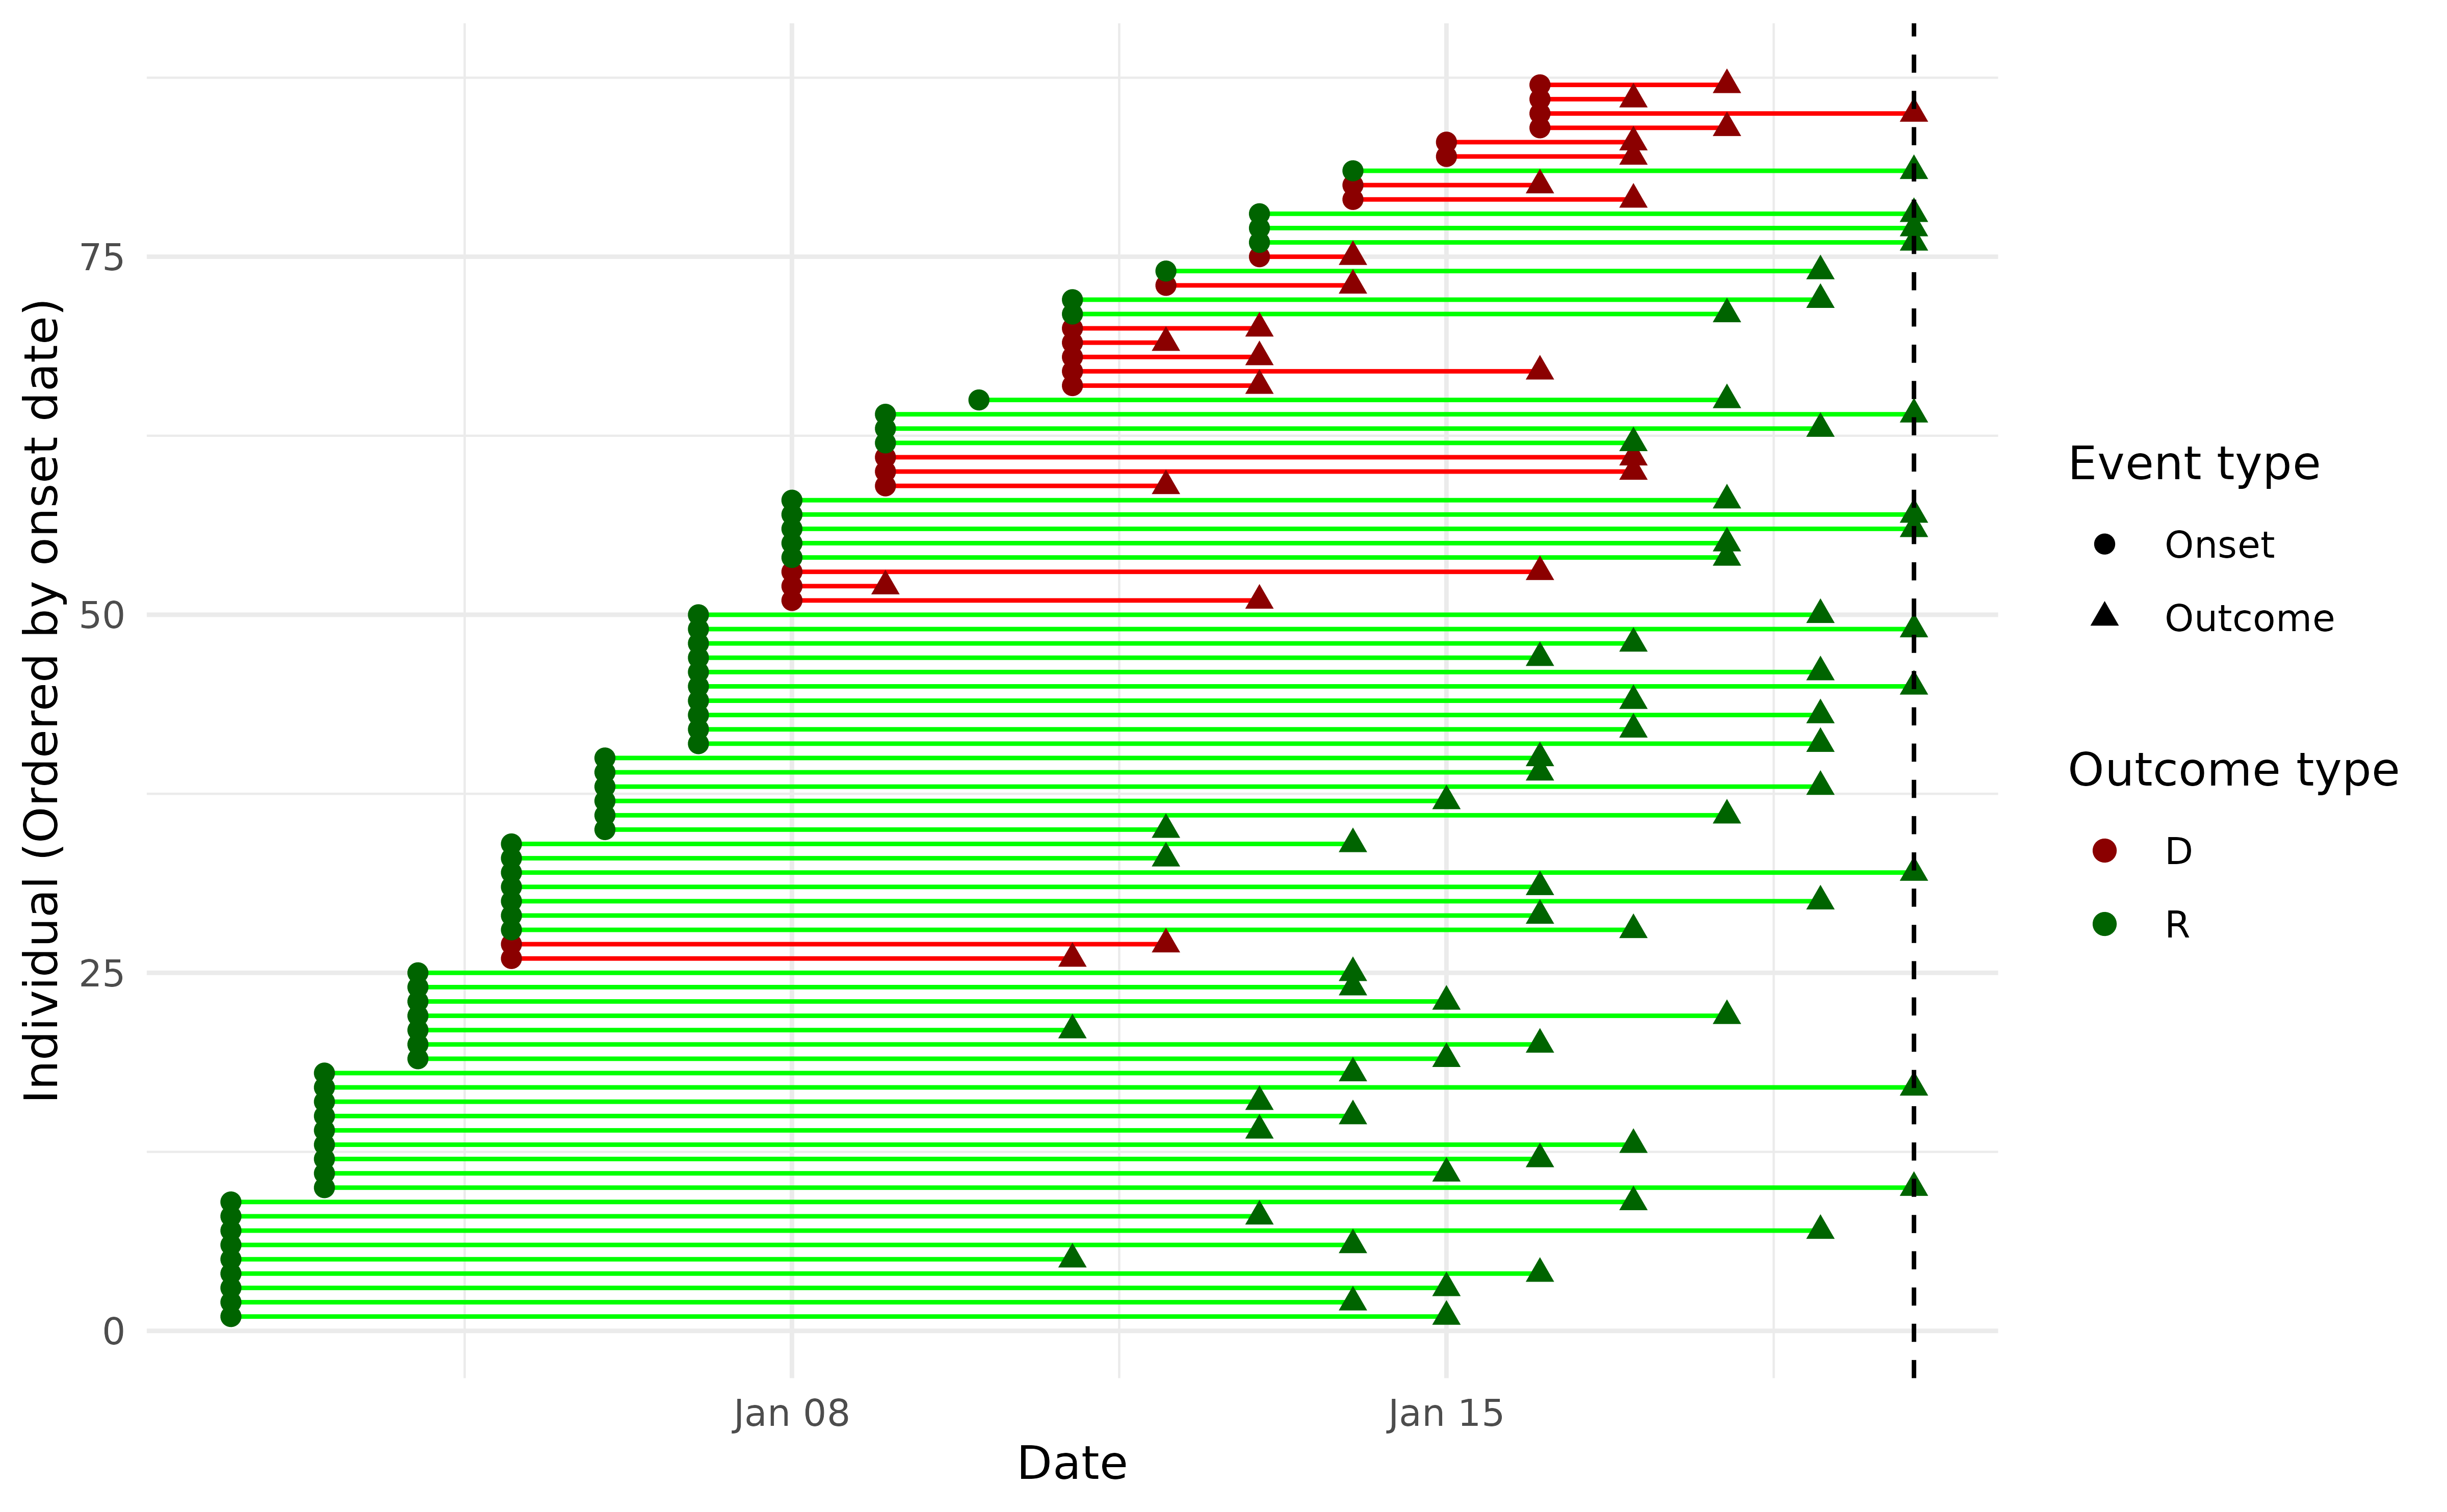 Individual (Ordered by onset date)
75
50
25
0
Jan 08
Jan 15
Date
Event type
Onset
Outcome
Outcome type
D
R